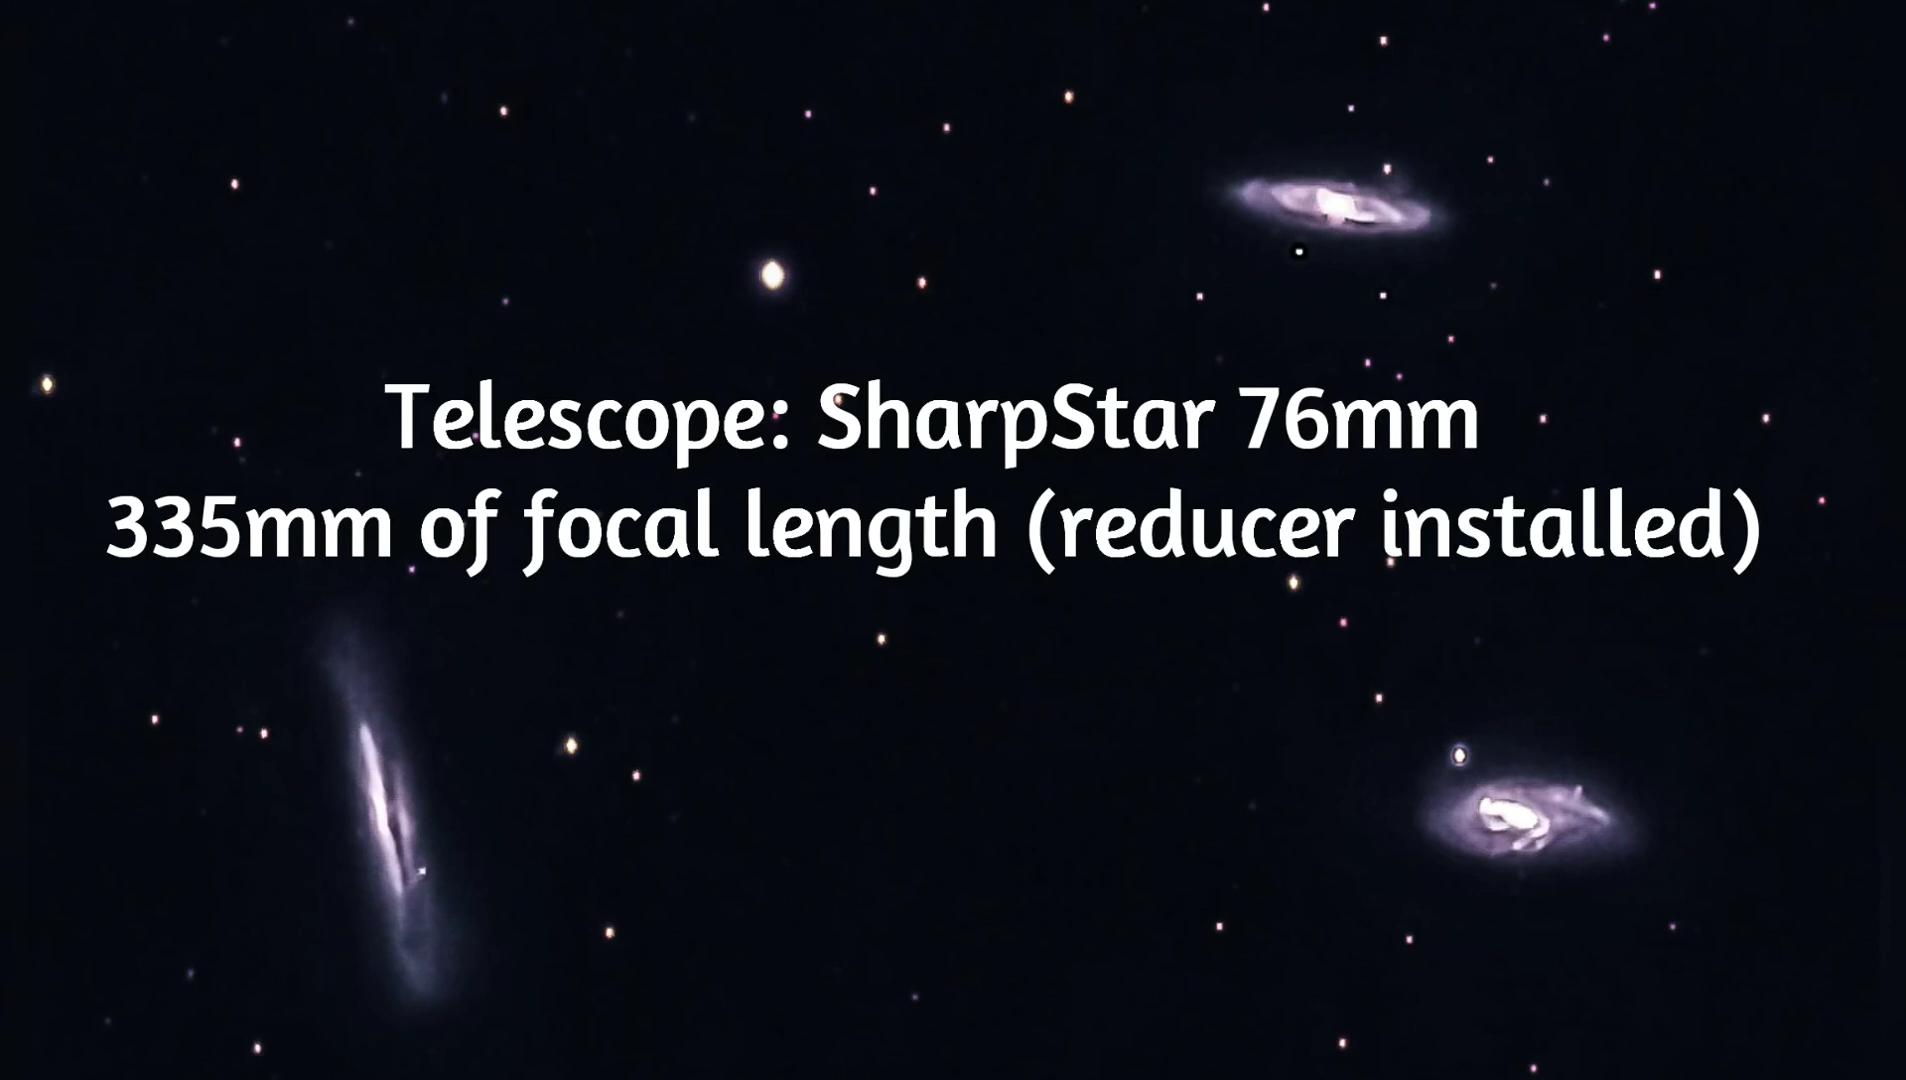 Telescope: SharpStar 76mm
335mm of focal length (reducer installed)